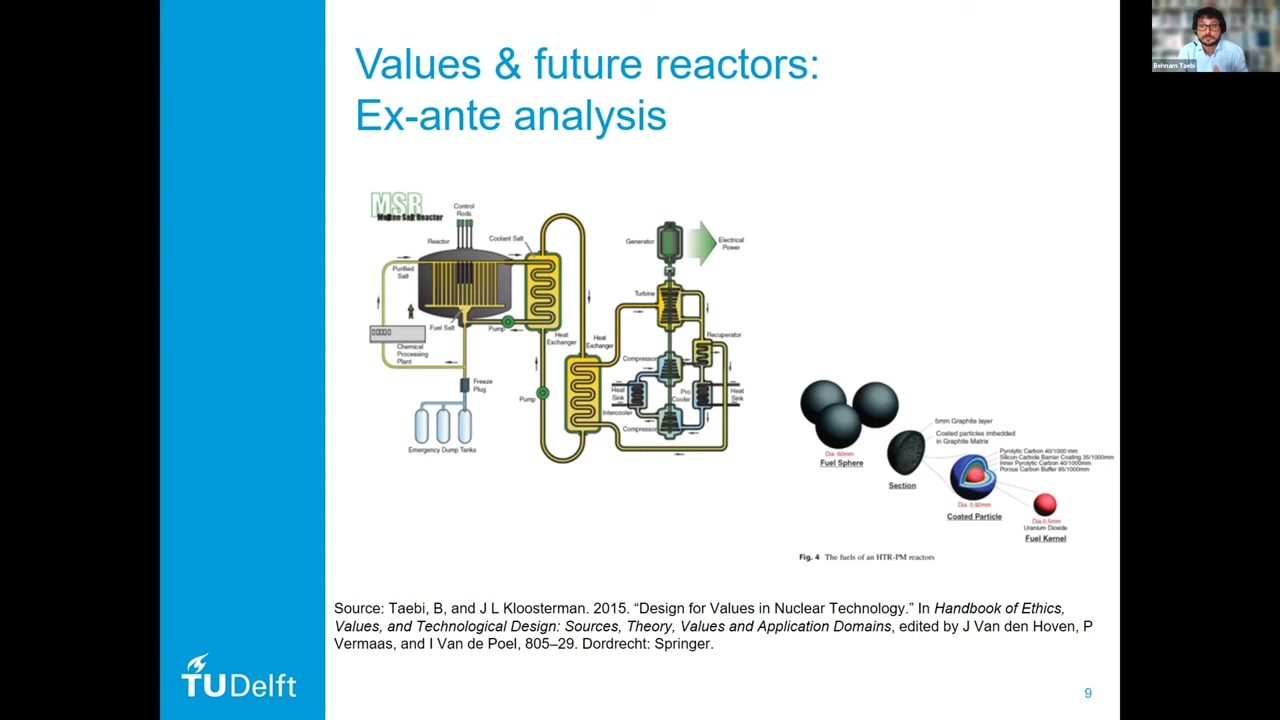 Behnam Taebi
Values & future reactors:
Ex-ante analysis
MSR
Molten Salt Reactor
Control
Rods
Reactor
Coolant Salt
Purified
Salt
Fuel Salt
Pump
00000
Chemical
Processing
Plant
Freeze
Plug
Emergency Dump Tanks
Heat
Exchanger
Heat
Exchanger
Pump
Generator
Electrical
Power
Turbine
Recuperator
Compressor
Heat
Sink
Pre
Cooler
Heat
Sink
Intercooler
Compressor
5mm Graphite layer
Coated particles imbedded
in Graphite Matrix
Pyrolytic Carbon 40/1000 mm
Silicon Carbide Barrier Coating 35/1000mm
Inner Pyrolytic Carbon 40/1000mm
Porous Carbon Buffer 95/1000mm
Dia. 60mm
Fuel Sphere
Section
Dia. 0,92mm
Coated Particle
Dia.0,5mm
Uranium Dioxide
Fuel Kernel
Fig. 4 The fuels of an HTR-PM reactors
Source: Taebi, B, and J L Kloosterman. 2015. “Design for Values in Nuclear Technology.” In Handbook of Ethics,
Values, and Technological Design: Sources, Theory, Values and Application Domains, edited by J Van den Hoven, P
Vermaas, and I Van de Poel, 805–29. Dordrecht: Springer.
TU Delft
9